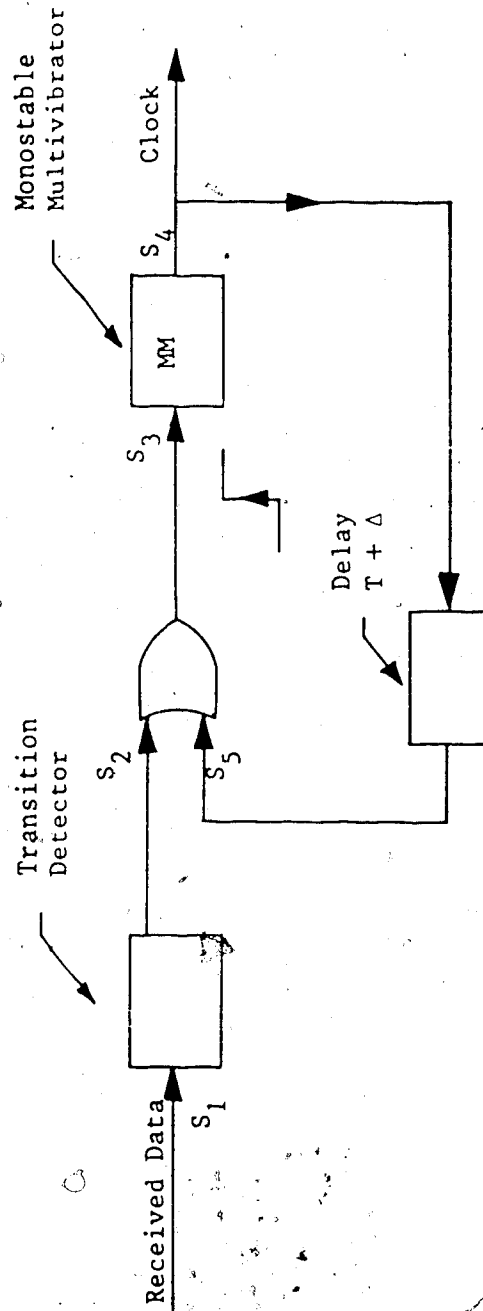 Received Data
S1
Transition
Detector
S2
S5
S3
MM
Monostable
Multivibrator
S4
Clock
Delay
T + Δ